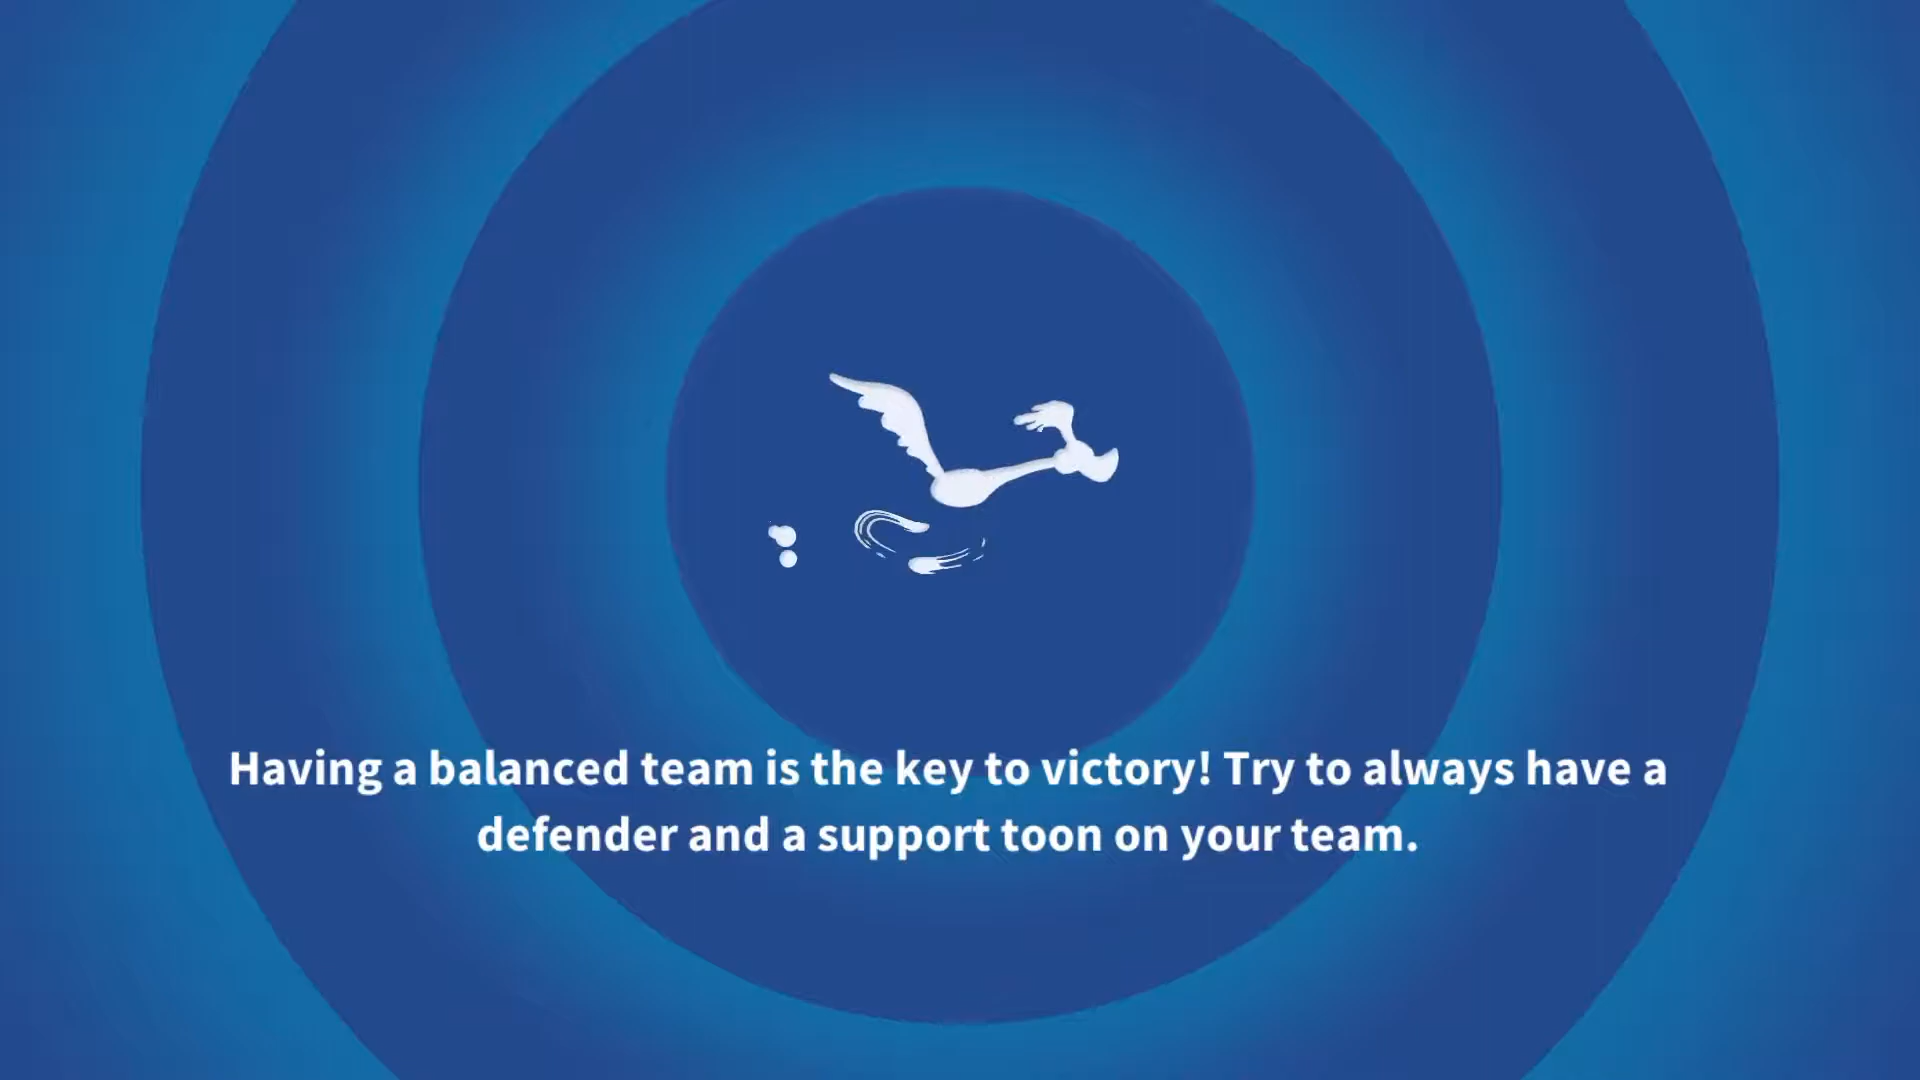 Having a balanced team is the key to victory! Try to always have a
defender and a support toon on your team.